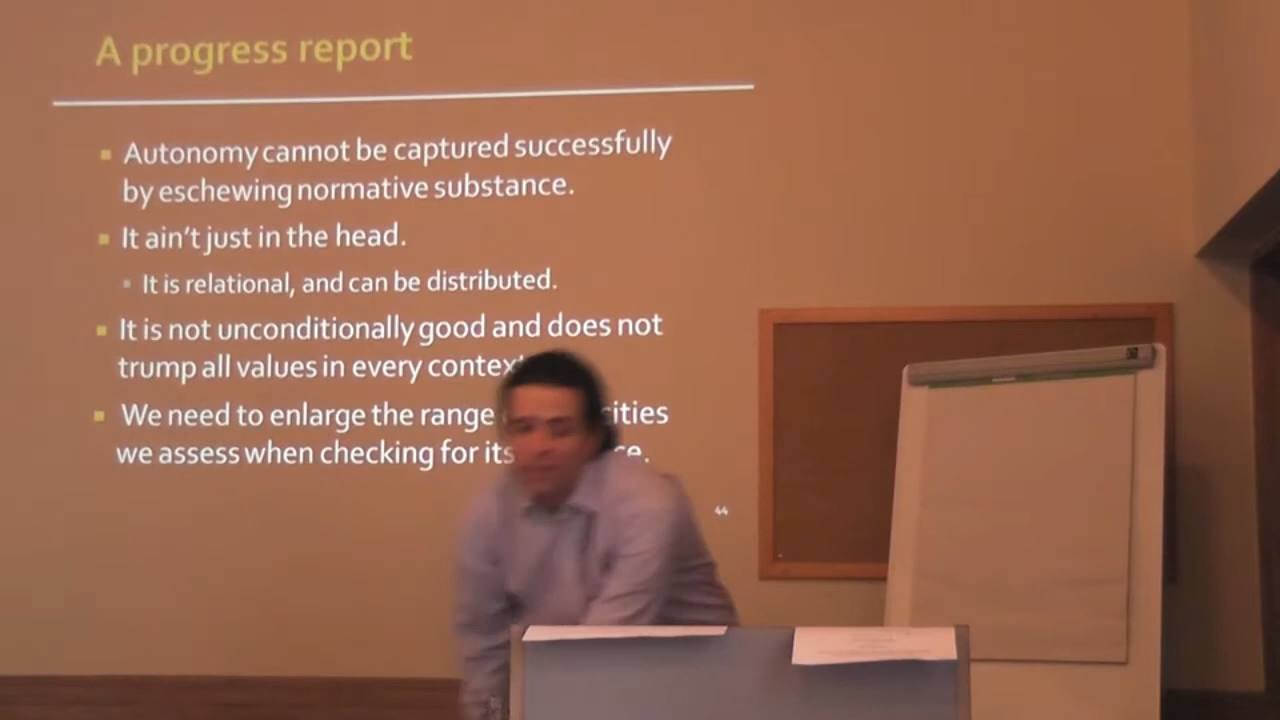 A progress report
Autonomy cannot be captured successfully
by eschewing normative substance.
It ain't just in the head.
It is relational, and can be distributed.
It is not unconditionally good and does not
trump all values in every context
We need to enlarge the range
we assess when checking for its
44